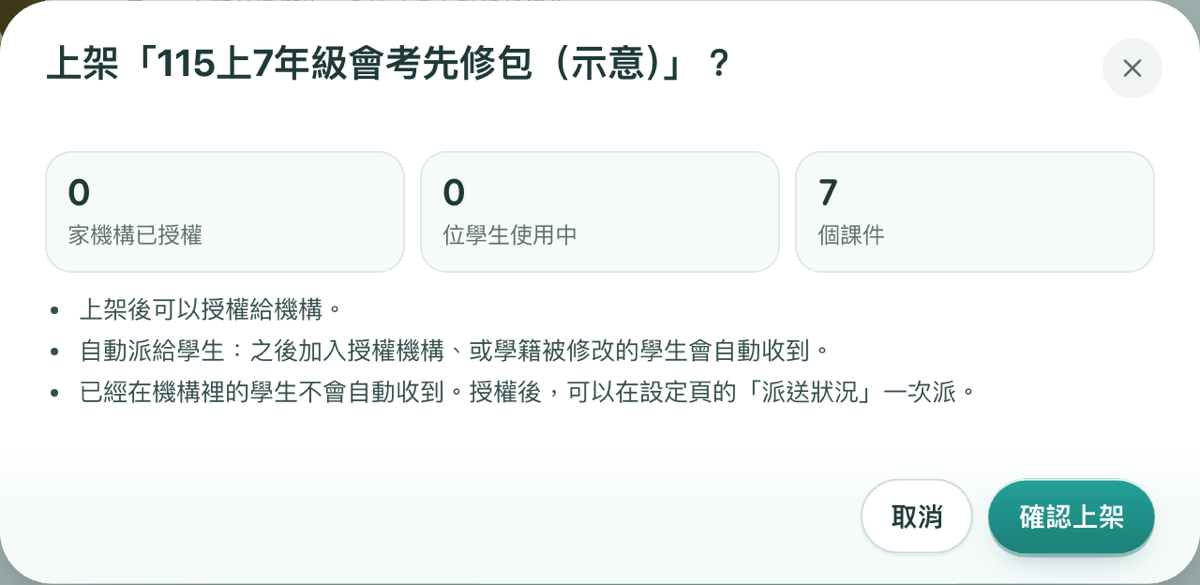 上架「115上7年級會考先修包（示意）」？
0
家機構已授權
0
位學生使用中
7
個課件
• 上架後可以授權給機構。
• 自動派給學生：之後加入授權機構、或學籍被修改的學生會自動收到。
• 已經在機構裡的學生不會自動收到。授權後，可以在設定頁的「派送狀況」一次派。
取消
確認上架